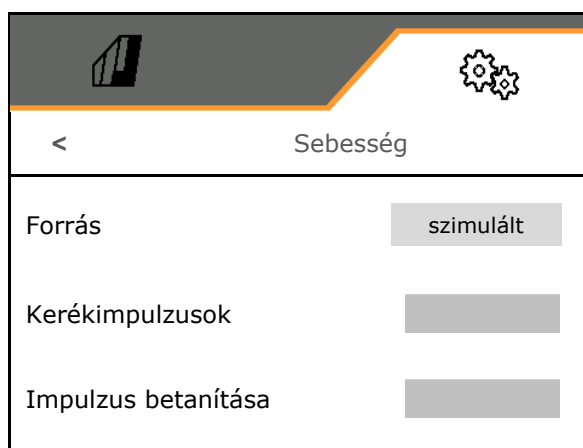 < Sebesség
Forrás szimulált
Kerékimpulzusok
Impulzus betanítása